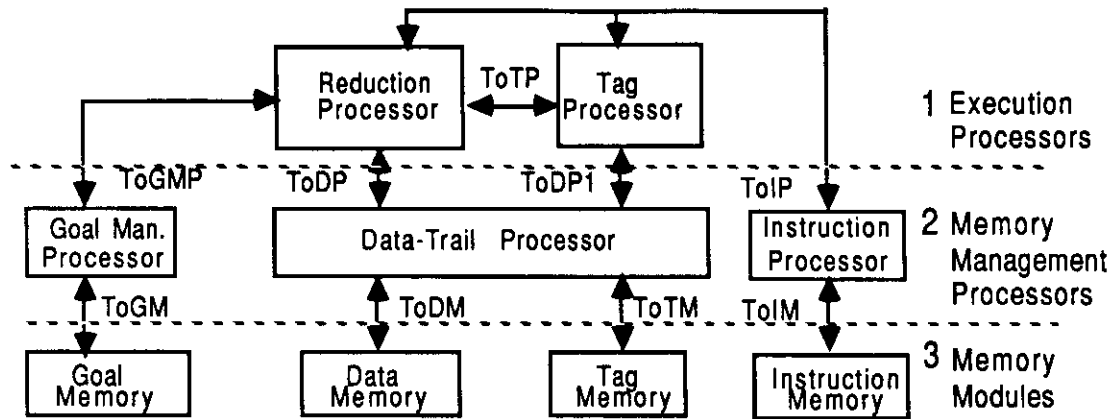 Reduction
Processor
ToTP
Tag
Processor
1 Execution
Processors
ToGMP
ToDP
ToDP1
ToIP
Goal Man.
Processor
Data-Trail Processor
Instruction
Processor
2 Memory
Management
Processors
ToGM
ToDM
ToTM
ToIM
Goal
Memory
Data
Memory
Tag
Memory
Instruction
Memory
3 Memory
Modules